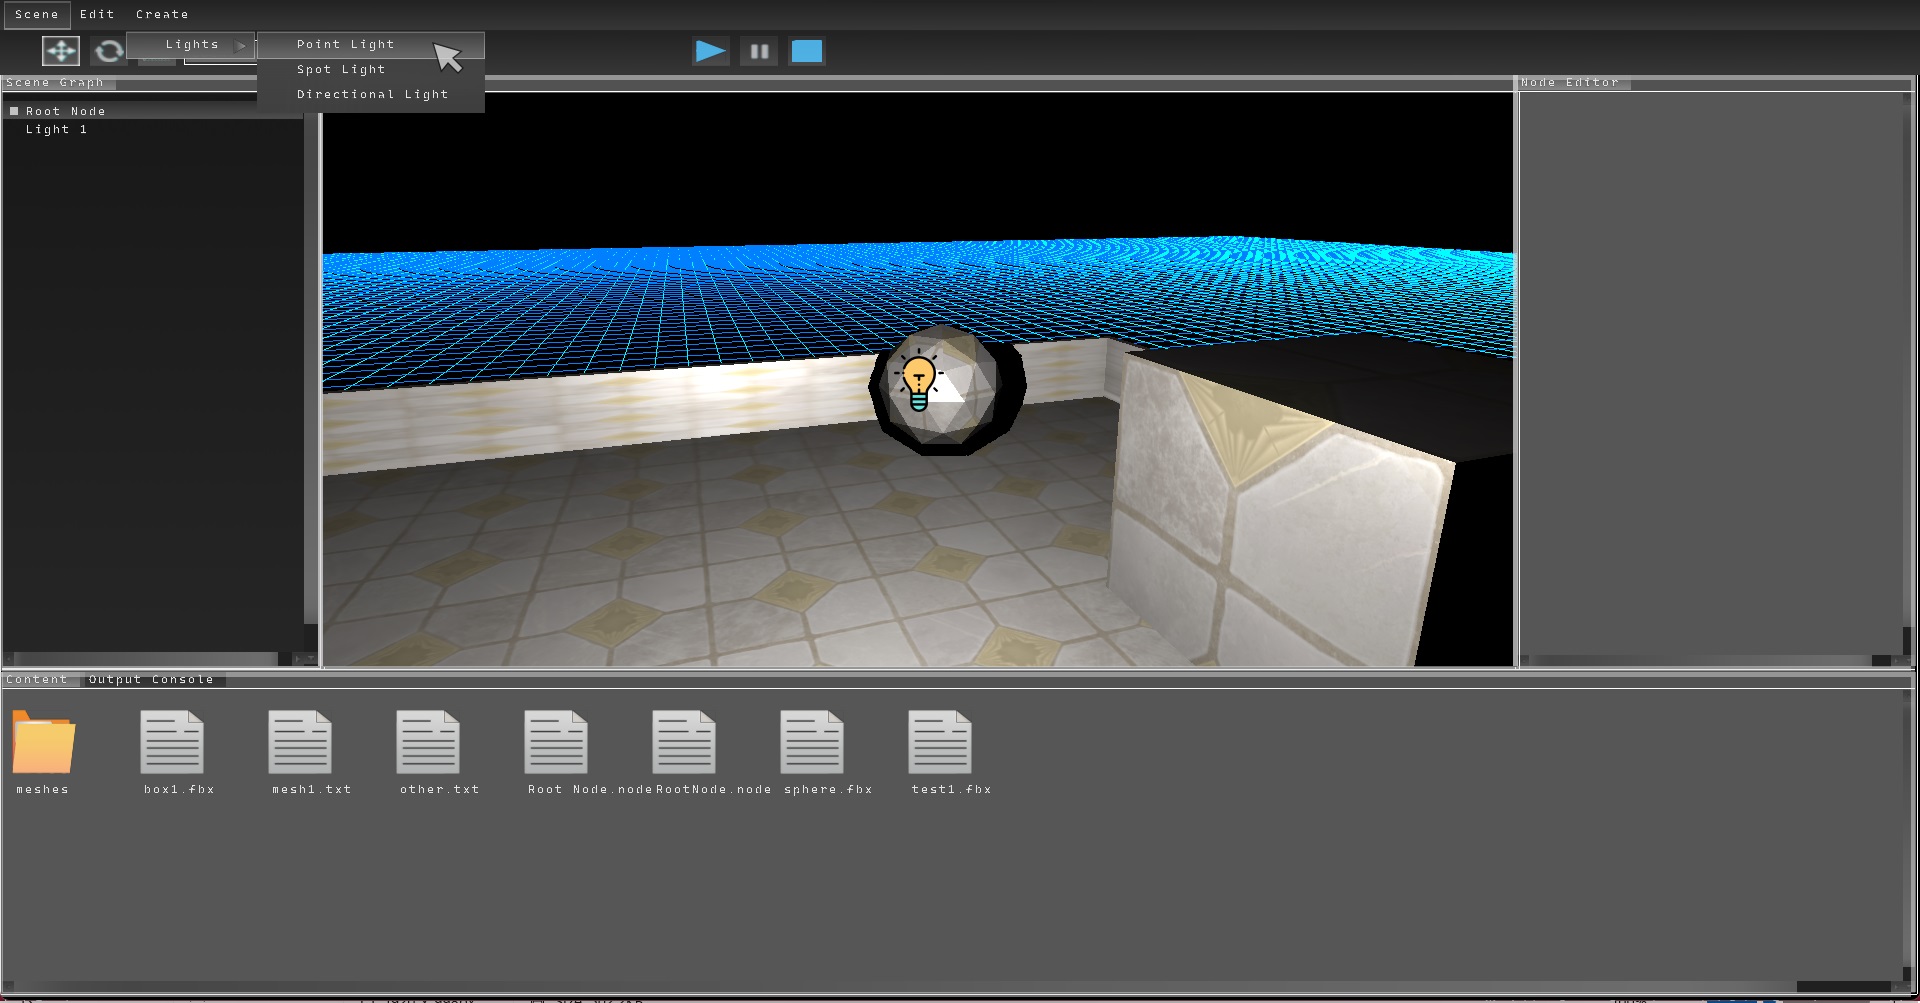 Scene Edit Create
Lights
Point Light
Spot Light
Directional Light
Scene Graph
Node Editor
Root Node
Light 1
Content
Output Console
meshes
box1.fbx
mesh1.txt
other.txt
Root Node.node
RootNode.node
sphere.fbx
test1.fbx